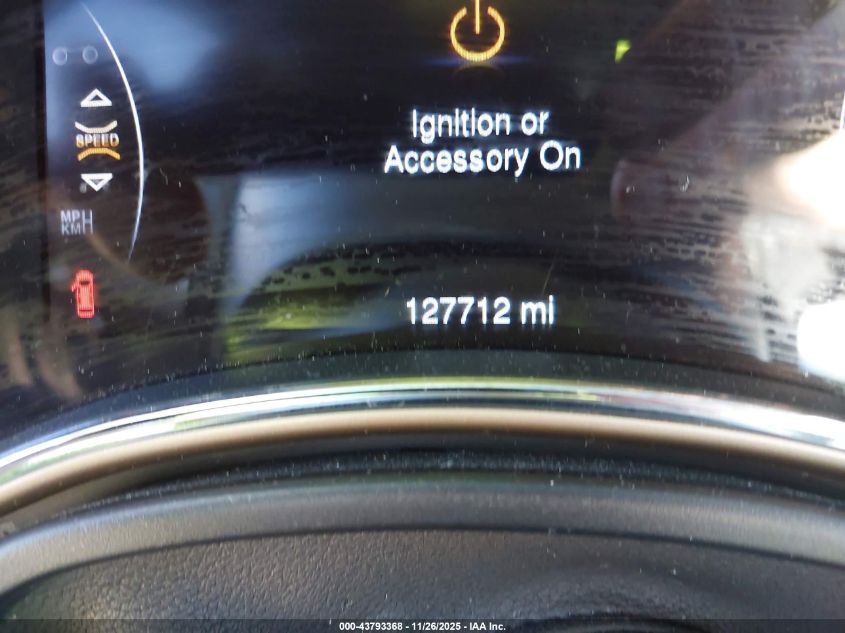 Ignition or
Accessory On
SPEED
MPH
KM
127712 mi
000-43793368 - 11/26/2025 - IAA Inc.